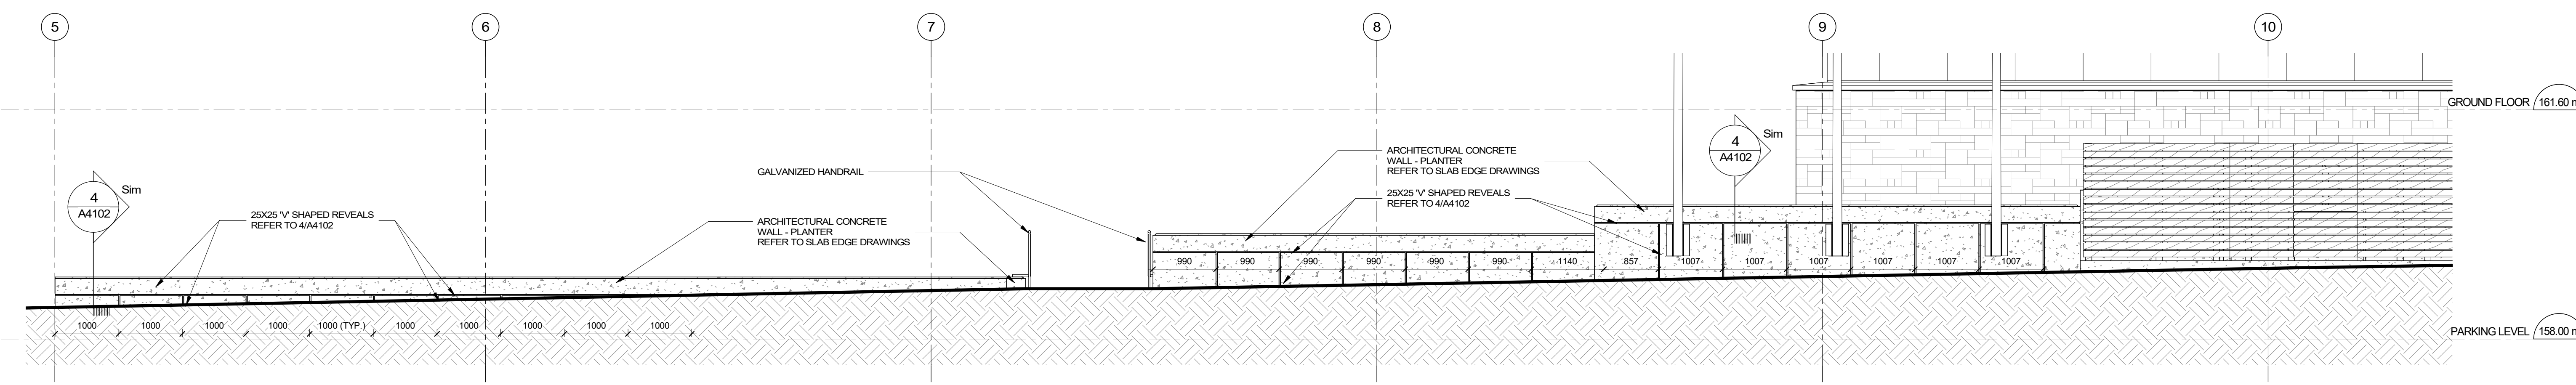 5
6
7
8
9
10
GROUND FLOOR
161.60 m
4
A4102
Sim
ARCHITECTURAL CONCRETE
WALL - PLANTER
REFER TO SLAB EDGE DRAWINGS
GALVANIZED HANDRAIL
4
A4102
Sim
25X25 'V' SHAPED REVEALS
REFER TO 4/A4102
25X25 'V' SHAPED REVEALS
REFER TO 4/A4102
ARCHITECTURAL CONCRETE
WALL - PLANTER
REFER TO SLAB EDGE DRAWINGS
990 990 990 990 990 990 1140 857 1007 1007 1007 1007 1007 1007
1000 1000 1000 1000 1000 (TYP.) 1000 1000 1000 1000 1000
PARKING LEVEL
158.00 m